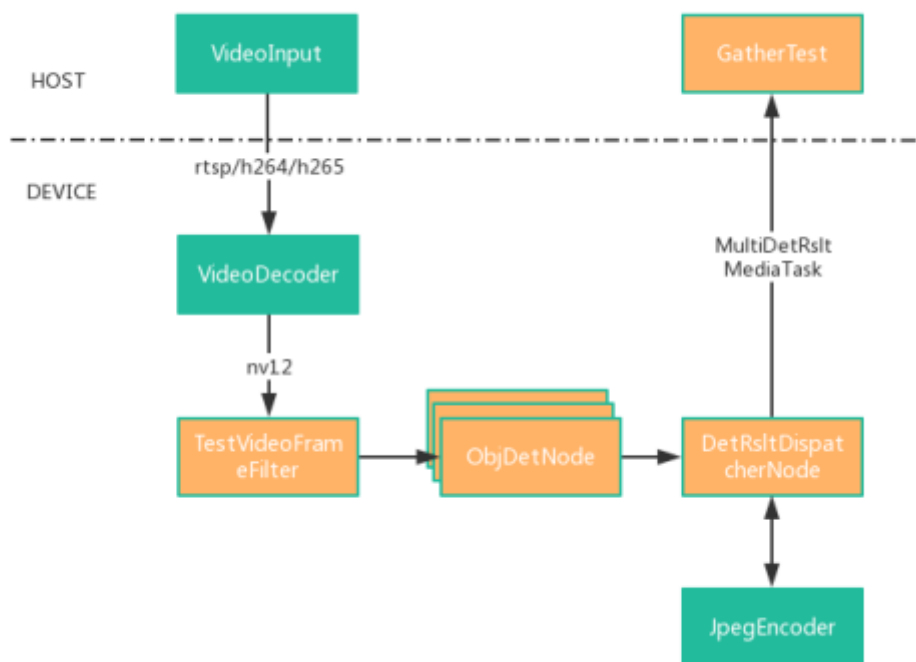 VideoInput
GatherTest
HOST
rtsp/h264/h265
DEVICE
MultiDetRslt
MediaTask
VideoDecoder
nv12
TestVideoFram
eFilter
ObjDetNode
DetRsltDispat
cherNode
JpegEncoder